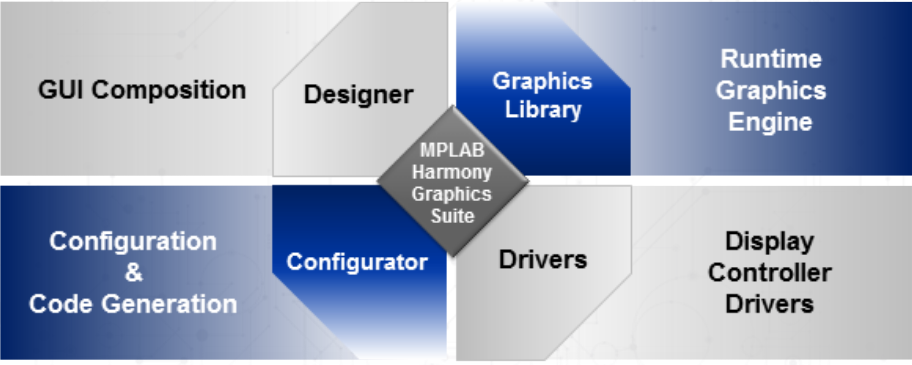 GUI Composition
Designer
Graphics
Library
Runtime
Graphics
Engine
MPLAB
Harmony
Graphics
Suite
Configuration
&
Code Generation
Configurator
Drivers
Display
Controller
Drivers